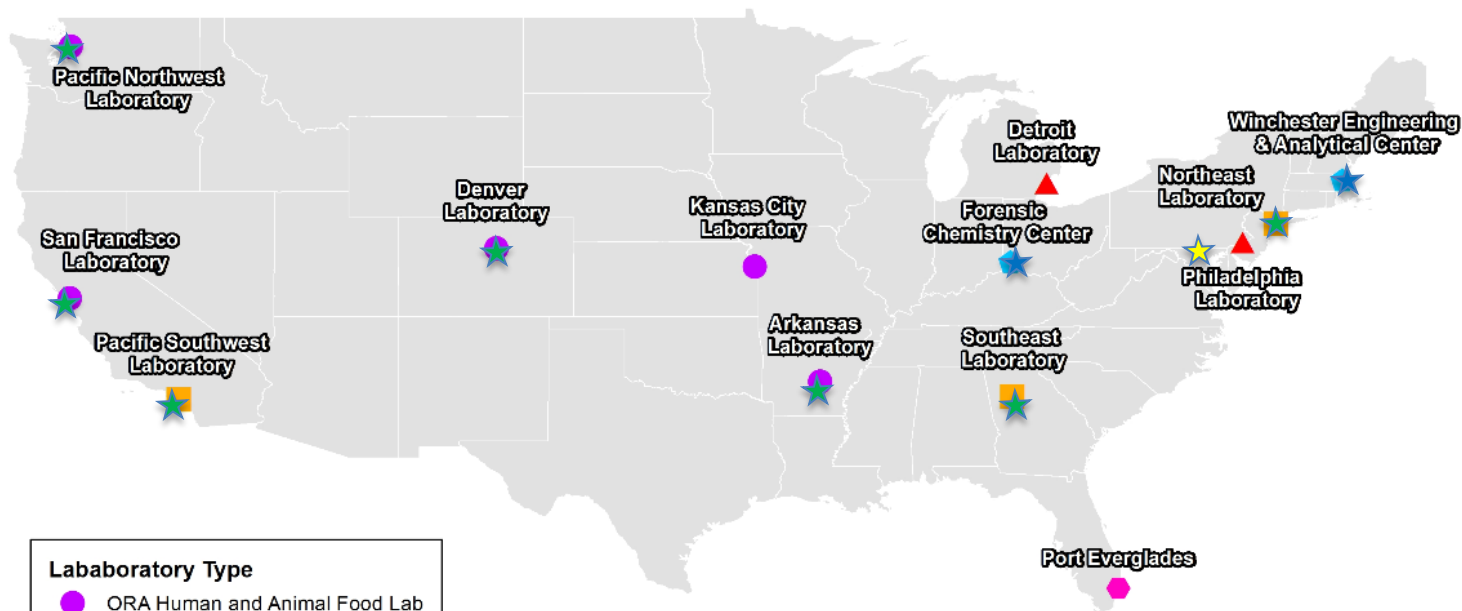 Pacific Northwest
Laboratory
San Francisco
Laboratory
Pacific Southwest
Laboratory
Denver
Laboratory
Kansas City
Laboratory
Arkansas
Laboratory
Detroit
Laboratory
Forensic
Chemistry Center
Southeast
Laboratory
Winchester Engineering
& Analytical Center
Northeast
Laboratory
Philadelphia
Laboratory
Port Everglades
Lababoratory Type
ORA Human and Animal Food Lab